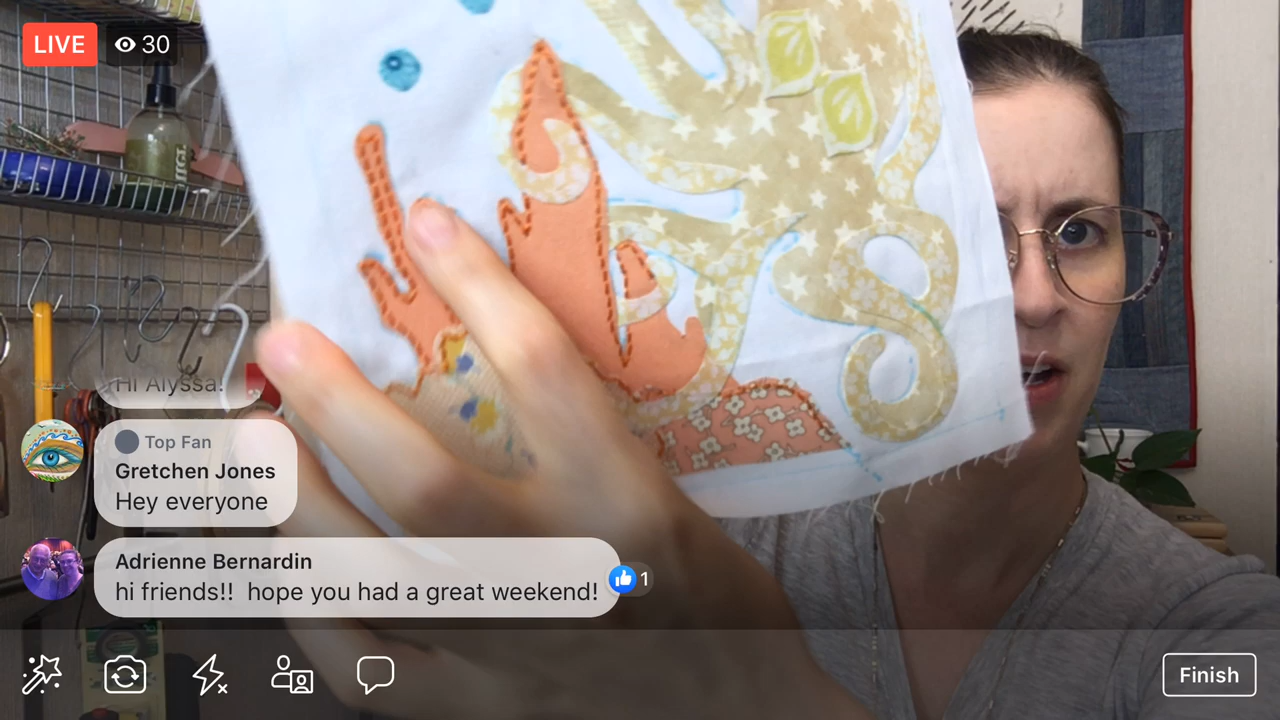 LIVE
30
Hi Alyssa!
Top Fan
Gretchen Jones
Hey everyone
Adrienne Bernardin
hi friends!!  hope you had a great weekend!
1
Finish